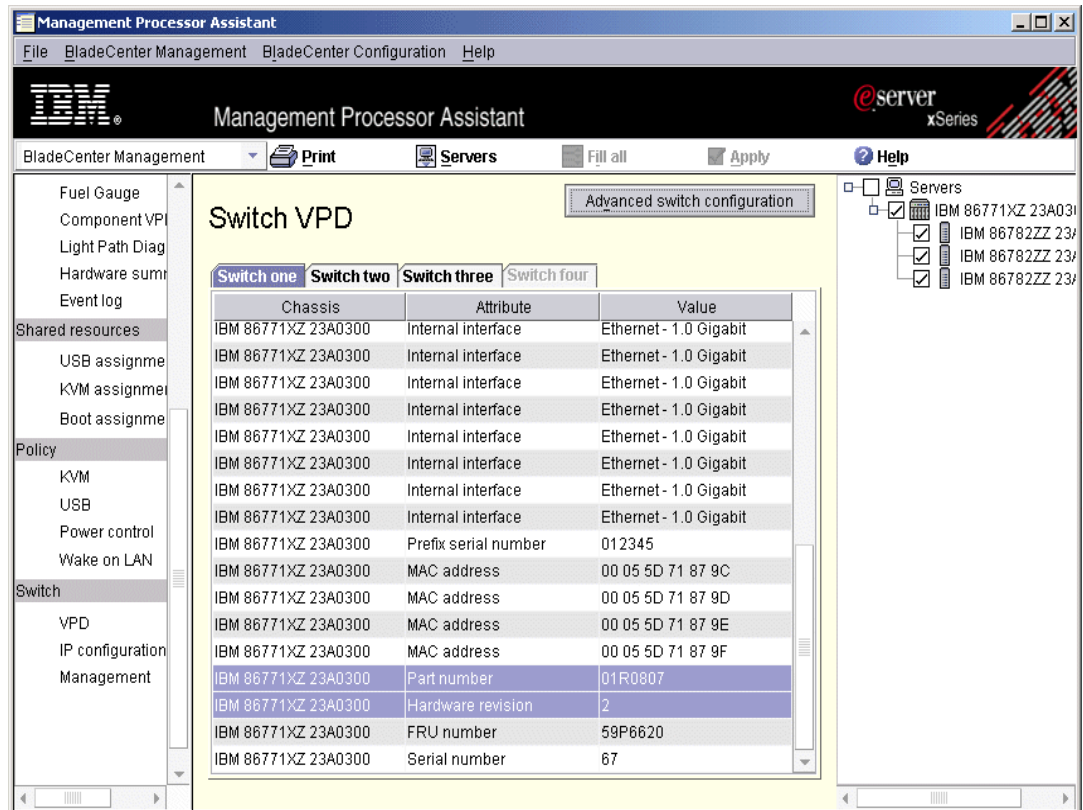 Management Processor Assistant
File BladeCenter Management BladeCenter Configuration Help
IBM®
Management Processor Assistant
eserver
xSeries
BladeCenter Management Print Servers Fill all Apply Help
Fuel Gauge
Component VP
Light Path Diag
Hardware sum
Event log
Shared resources
USB assignme
KVM assignme
Boot assignme
Policy
KVM
USB
Power control
Wake on LAN
Switch
VPD
IP configuration
Management
Switch VPD
Advanced switch configuration
Switch one Switch two Switch three Switch four
Chassis Attribute Value
IBM 86771XZ 23A0300 Internal interface Ethernet - 1.0 Gigabit
IBM 86771XZ 23A0300 Internal interface Ethernet - 1.0 Gigabit
IBM 86771XZ 23A0300 Internal interface Ethernet - 1.0 Gigabit
IBM 86771XZ 23A0300 Internal interface Ethernet - 1.0 Gigabit
IBM 86771XZ 23A0300 Internal interface Ethernet - 1.0 Gigabit
IBM 86771XZ 23A0300 Internal interface Ethernet - 1.0 Gigabit
IBM 86771XZ 23A0300 Internal interface Ethernet - 1.0 Gigabit
IBM 86771XZ 23A0300 Internal interface Ethernet - 1.0 Gigabit
IBM 86771XZ 23A0300 Prefix serial number 012345
IBM 86771XZ 23A0300 MAC address 00 05 5D 71 87 9C
IBM 86771XZ 23A0300 MAC address 00 05 5D 71 87 9D
IBM 86771XZ 23A0300 MAC address 00 05 5D 71 87 9E
IBM 86771XZ 23A0300 MAC address 00 05 5D 71 87 9F
IBM 86771XZ 23A0300 Part number 01R0807
IBM 86771XZ 23A0300 Hardware revision 2
IBM 86771XZ 23A0300 FRU number 59P6620
IBM 86771XZ 23A0300 Serial number 67
Servers
IBM 86771XZ 23A03
IBM 86782ZZ 23
IBM 86782ZZ 23
IBM 86782ZZ 23